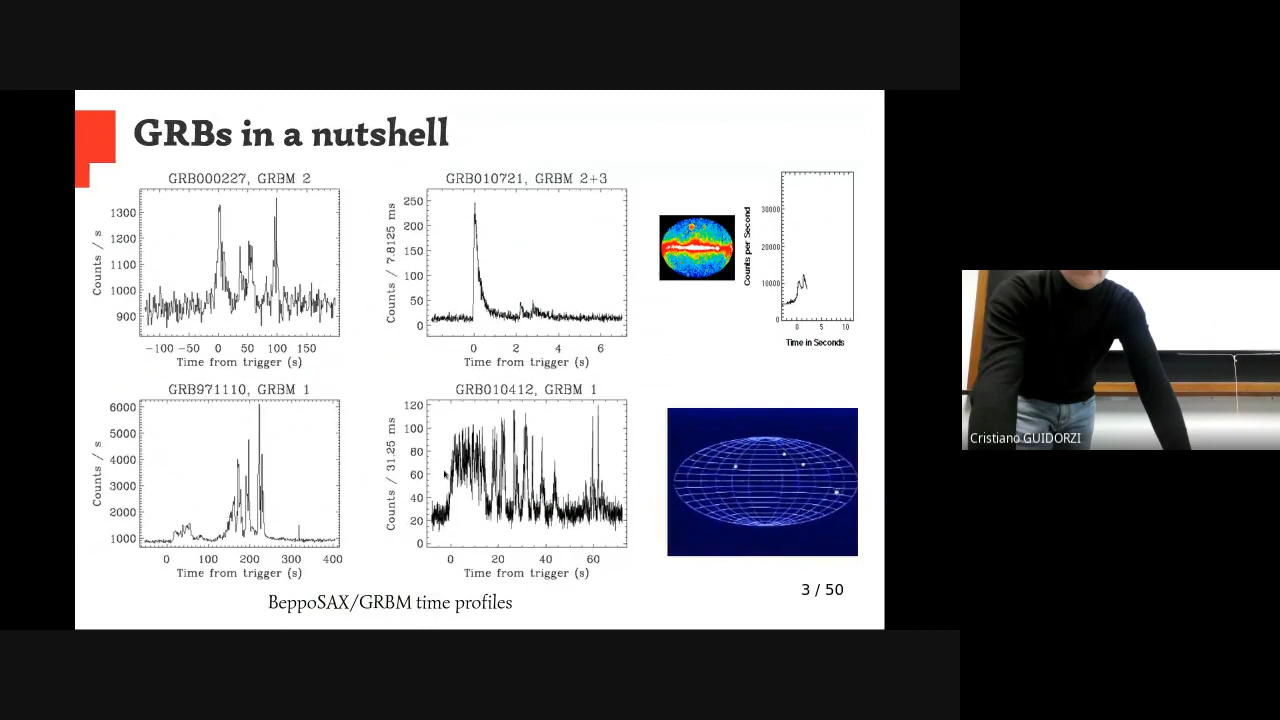 GRBs in a nutshell
GRB000227, GRBM 2
Counts / s
1300
1200
1100
1000
900
-100 -50 0 50 100 150
Time from trigger (s)
GRB010721, GRBM 2+3
Counts / 7.8125 ms
250
200
150
100
50
0
0 2 4 6
Time from trigger (s)
Counts per Second
30000
20000
10000
0
0 5 10
Time in Seconds
GRB971110, GRBM 1
Counts / s
6000
5000
4000
3000
2000
1000
0 100 200 300 400
Time from trigger (s)
GRB010412, GRBM 1
Counts / 31.25 ms
120
100
80
60
40
20
0
0 20 40 60
Time from trigger (s)
BeppoSAX/GRBM time profiles
3 / 50
Cristiano GUIDORZI